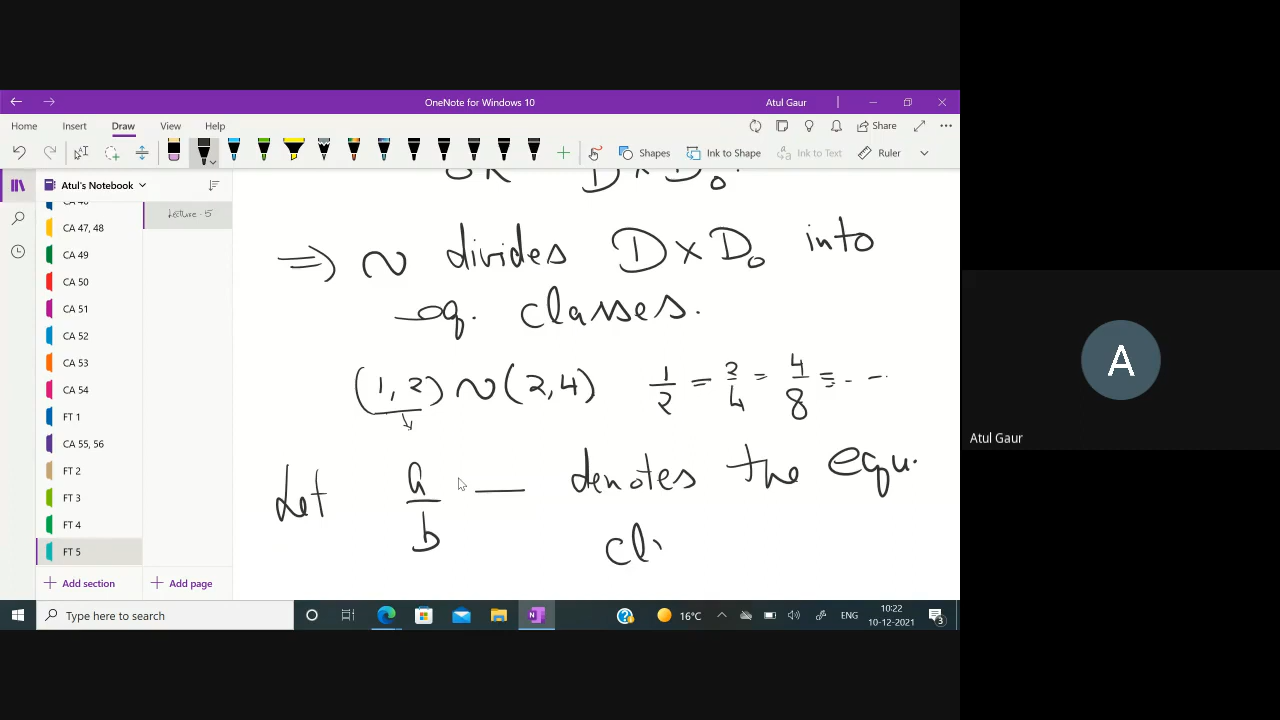 OneNote for Windows 10
Atul Gaur
Home Insert Draw View Help
Share
Shapes Ink to Shape Ink to Text Ruler
Atul's Notebook
Lecture - 5
CA 46
CA 47, 48
CA 49
CA 50
CA 51
CA 52
CA 53
CA 54
FT 1
CA 55, 56
FT 2
FT 3
FT 4
FT 5
Add section Add page
D×D₀.
⇒ ~ divides D×D₀ into
eq. classes.
(1, 2) ~ (2, 4) 1/2 = 2/4 = 4/8 = - - -
Let a/b — denotes the equ.
A
Atul Gaur
Type here to search
16°C
ENG
10:22
10-12-2021
3